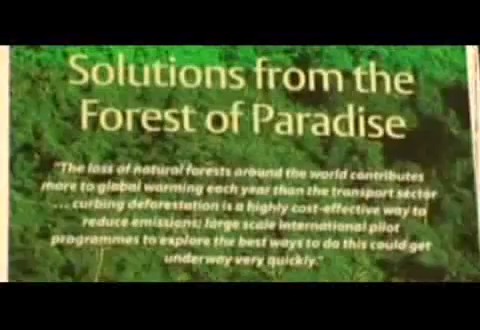 Solutions from the
Forest of Paradise
"The loss of natural forests around the world contributes
more to global warming each year than the transport sector
...curbing deforestation is a highly cost-effective way to
reduce emissions; large scale international pilot
programmes to explore the best ways to do this could get
underway very quickly."